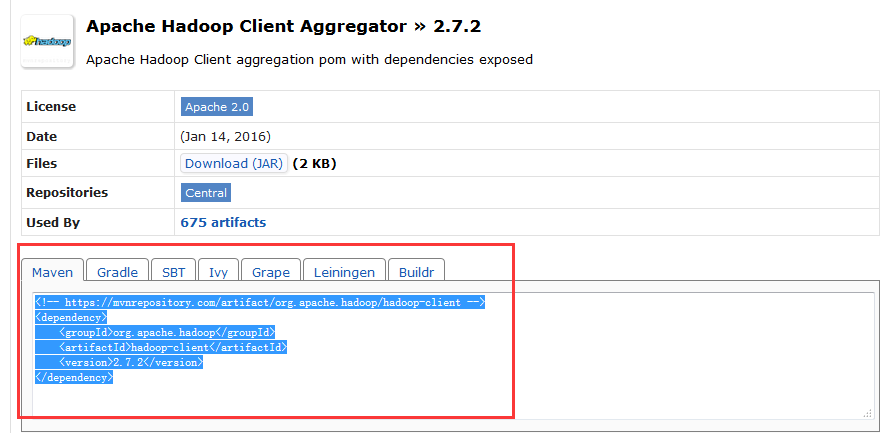 hadoop
Apache Hadoop Client Aggregator » 2.7.2
Apache Hadoop Client aggregation pom with dependencies exposed
License Apache 2.0
Date (Jan 14, 2016)
Files Download (JAR) (2 KB)
Repositories Central
Used By 675 artifacts
Maven Gradle SBT Ivy Grape Leiningen Buildr
<!-- https://mvnrepository.com/artifact/org.apache.hadoop/hadoop-client -->
<dependency>
    <groupId>org.apache.hadoop</groupId>
    <artifactId>hadoop-client</artifactId>
    <version>2.7.2</version>
</dependency>